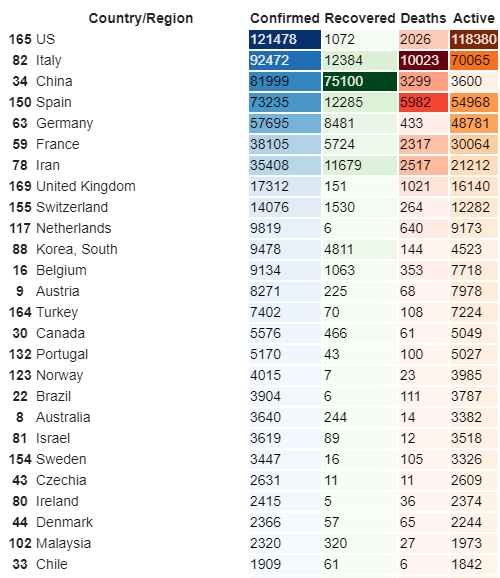 Country/Region Confirmed Recovered Deaths Active
165 US 121478 1072 2026 118380
82 Italy 92472 12384 10023 70065
34 China 81999 75100 3299 3600
150 Spain 73235 12285 5982 54968
63 Germany 57695 8481 433 48781
59 France 38105 5724 2317 30064
78 Iran 35408 11679 2517 21212
169 United Kingdom 17312 151 1021 16140
155 Switzerland 14076 1530 264 12282
117 Netherlands 9819 6 640 9173
88 Korea, South 9478 4811 144 4523
16 Belgium 9134 1063 353 7718
9 Austria 8271 225 68 7978
164 Turkey 7402 70 108 7224
30 Canada 5576 466 61 5049
132 Portugal 5170 43 100 5027
123 Norway 4015 7 23 3985
22 Brazil 3904 6 111 3787
8 Australia 3640 244 14 3382
81 Israel 3619 89 12 3518
154 Sweden 3447 16 105 3326
43 Czechia 2631 11 11 2609
80 Ireland 2415 5 36 2374
44 Denmark 2366 57 65 2244
102 Malaysia 2320 320 27 1973
33 Chile 1909 61 6 1842